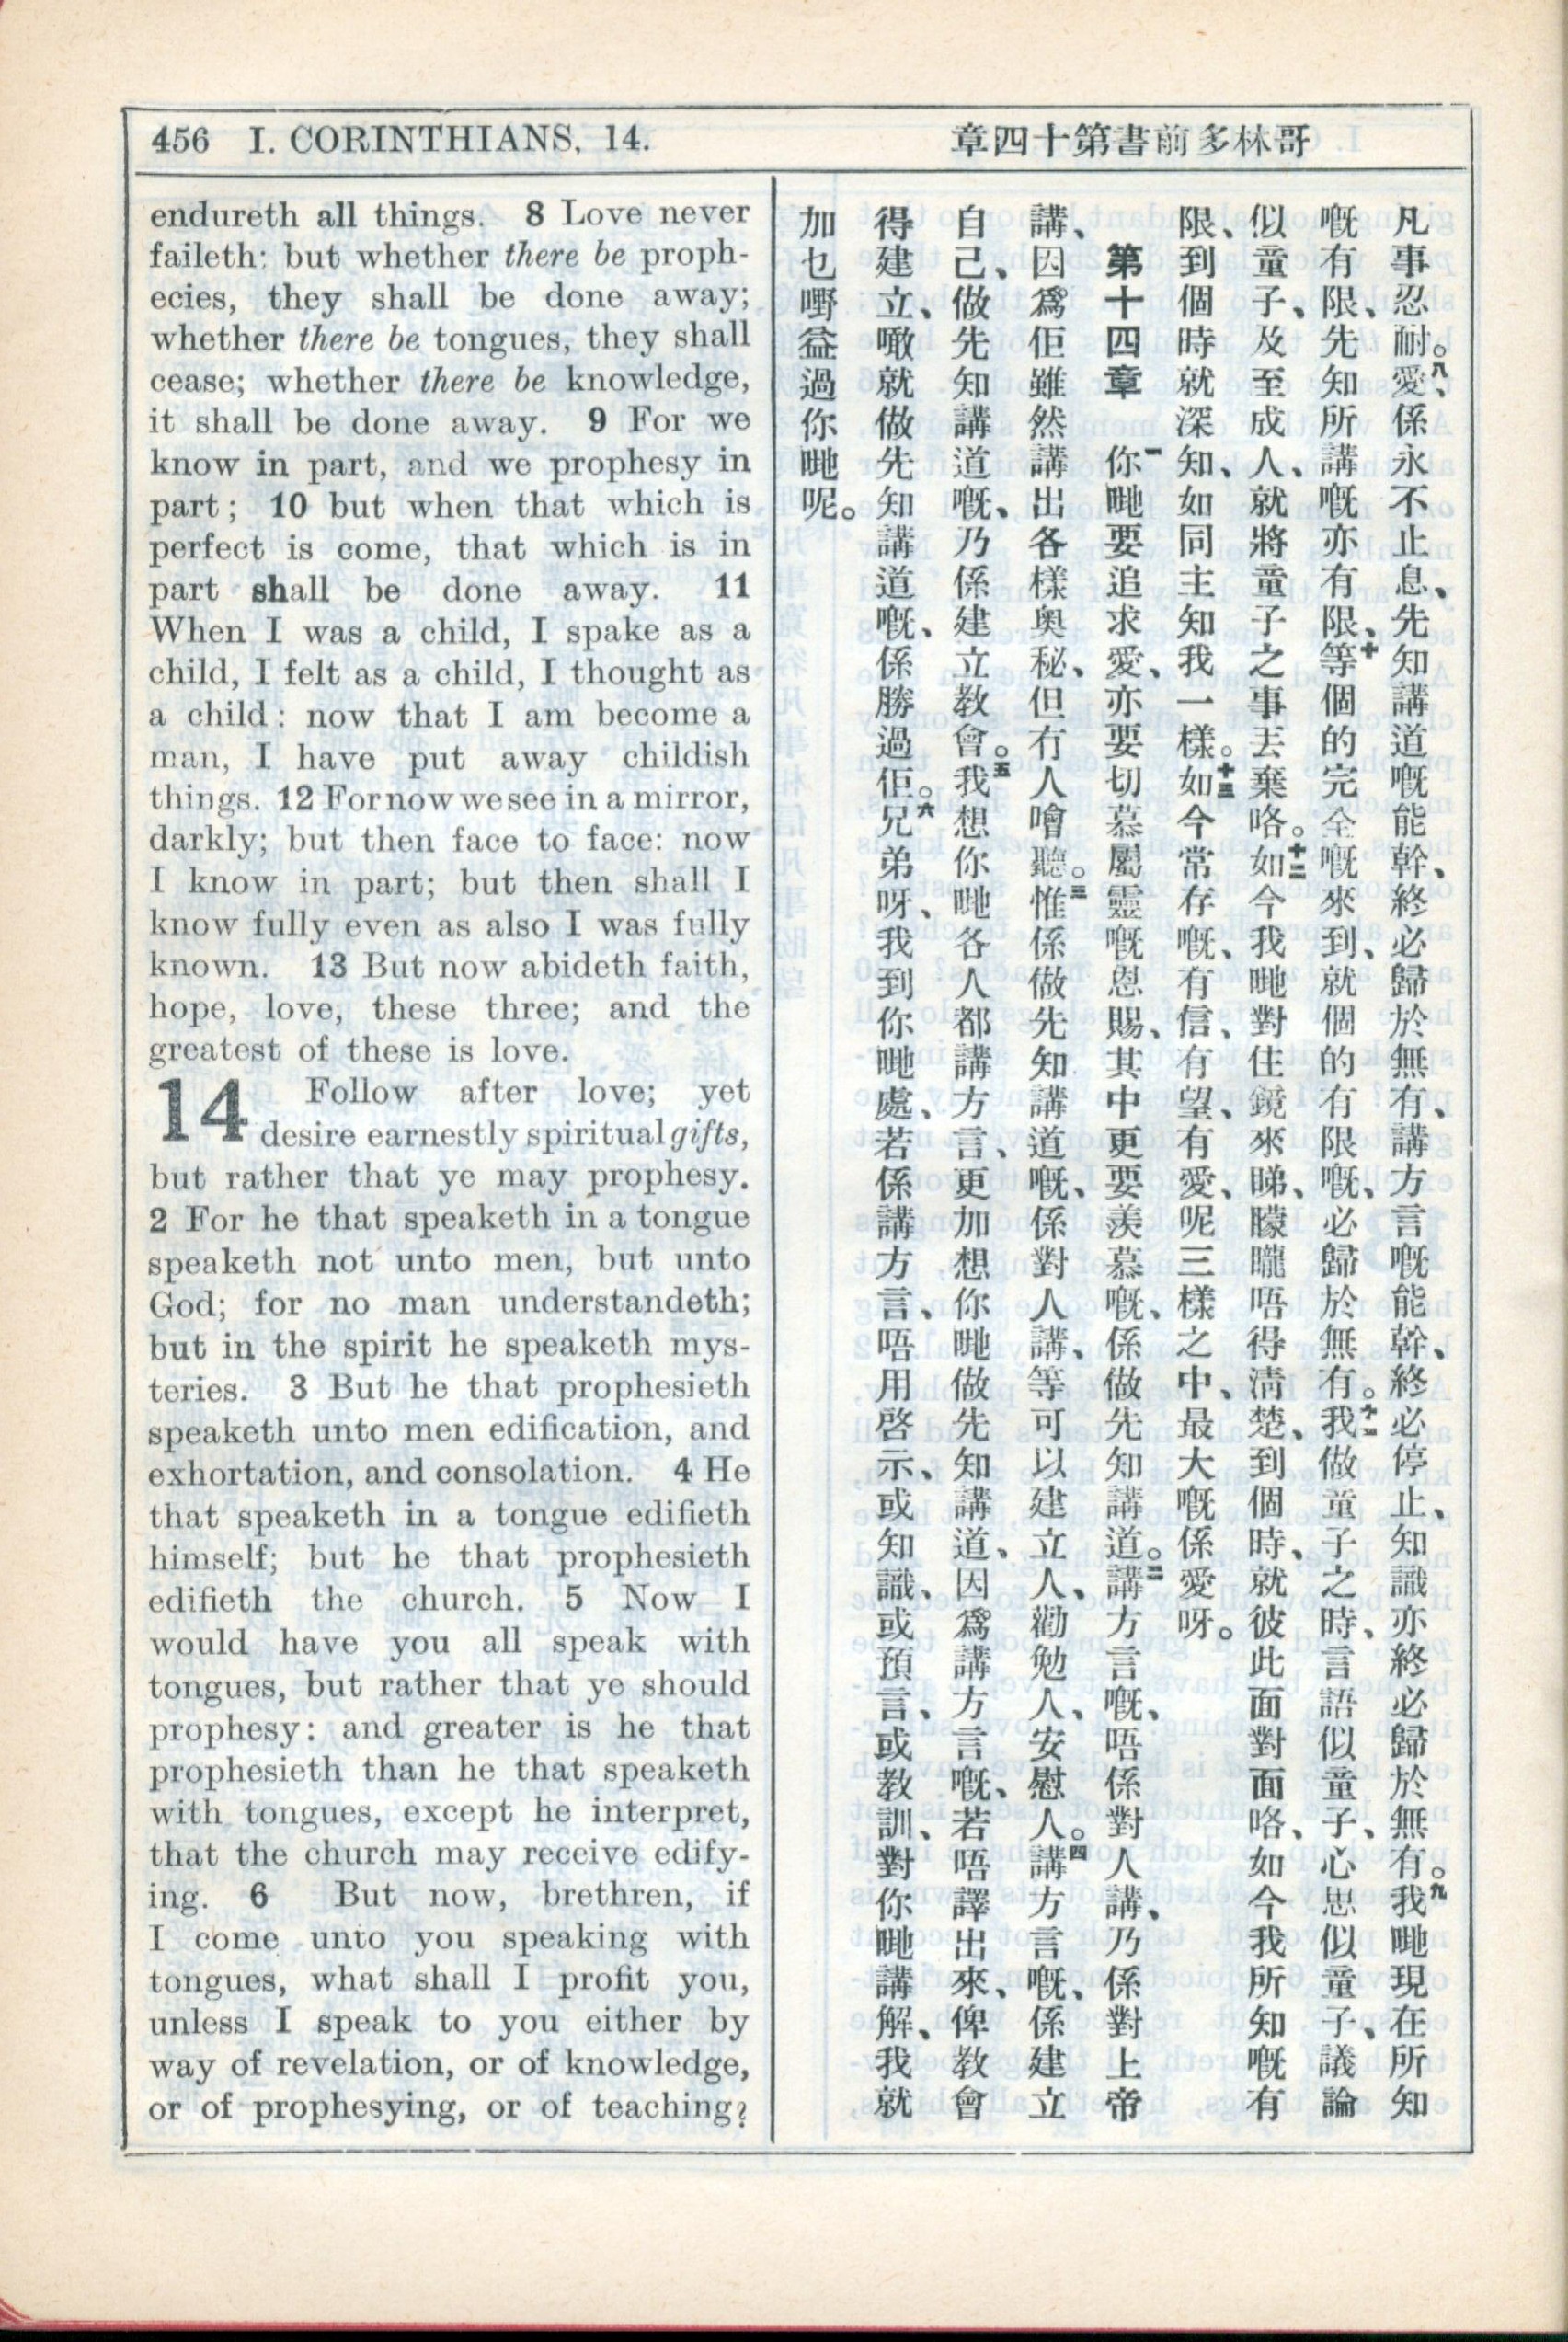 456 I. CORINTHIANS, 14.
章四十第書前多林哥
endureth all things. 8 Love never
faileth: but whether there be proph-
ecies, they shall be done away;
whether there be tongues, they shall
cease; whether there be knowledge,
it shall be done away. 9 For we
know in part, and we prophesy in
part; 10 but when that which is
perfect is come, that which is in
part shall be done away. 11
When I was a child, I spake as a
child, I felt as a child, I thought as
a child: now that I am become a
man, I have put away childish
things. 12 For now we see in a mirror,
darkly; but then face to face: now
I know in part; but then shall I
know fully even as also I was fully
known. 13 But now abideth faith,
hope, love, these three; and the
greatest of these is love.
14 Follow after love; yet
desire earnestly spiritual gifts,
but rather that ye may prophesy.
2 For he that speaketh in a tongue
speaketh not unto men, but unto
God; for no man understandeth;
but in the spirit he speaketh mys-
teries. 3 But he that prophesieth
speaketh unto men edification, and
exhortation, and consolation. 4 He
that speaketh in a tongue edifieth
himself; but he that prophesieth
edifieth the church. 5 Now I
would have you all speak with
tongues, but rather that ye should
prophesy: and greater is he that
prophesieth than he that speaketh
with tongues, except he interpret,
that the church may receive edify-
ing. 6 But now, brethren, if
I come unto you speaking with
tongues, what shall I profit you,
unless I speak to you either by
way of revelation, or of knowledge,
or of prophesying, or of teaching?
凡事忍耐。八愛、係永不止息、先知講道嘅能幹、終必歸於無有、講方言嘅能幹、終必停止、知識亦終必歸於無有。九我哋現在所知
嘅有限、先知所講嘅亦有限、十等個的完全嘅來到、就個的有限嘅、必歸於無有。十一我做童子之時、言語似童子、心思似童子、議論
似童子、及至成人、就將童子之事丟棄咯。十二如今我哋對住鏡來睇、矇矓唔得清楚、到個時、就彼此面對面咯、如今我所知嘅有
限、到個時就深知、如同主知我一樣。十三如今常存嘅、有信、有望、有愛、呢三樣之中、最大嘅係愛呀。
第十四章 一你哋要追求愛、亦要切慕屬靈嘅恩賜、其中更要羨慕嘅、係做先知講道。二講方言嘅、唔係對人講、乃係對上帝
講、因爲佢雖然講出各樣奥秘、但冇人噲聽。三惟係做先知講道嘅、係對人講、等可以建立人、勸勉人、安慰人。四講方言嘅、係建立
自己、做先知講道嘅、乃係建立教會。五我想你哋各人都講方言、更加想你哋做先知講道、因爲講方言嘅、若唔譯出來、俾教會
得建立、噉就做先知講道嘅、係勝過佢。六兄弟呀、我到你哋處、若係講方言、唔用啓示、或知識、或預言、或教訓、對你哋講解、我就
加乜嘢益過你哋呢。